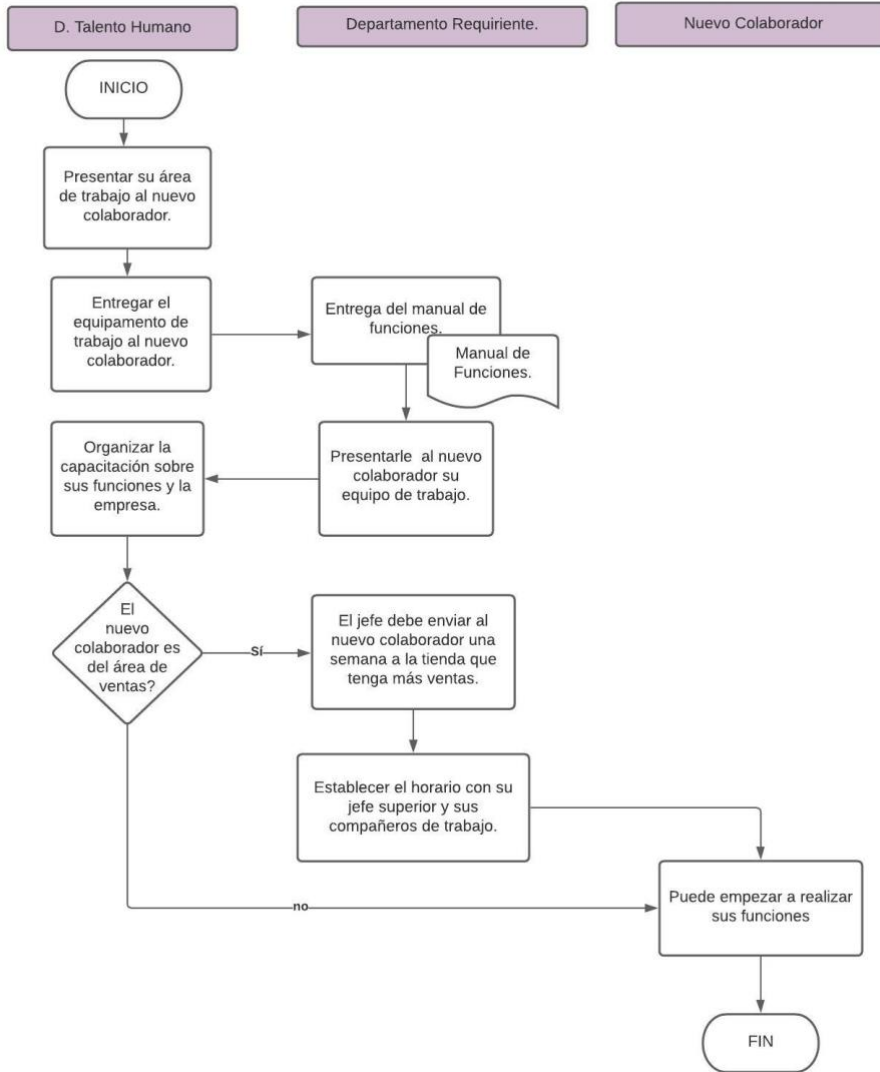 D. Talento Humano
Departamento Requiriente.
Nuevo Colaborador
INICIO
Presentar su área
de trabajo al nuevo
colaborador.
Entregar el
equipamento de
trabajo al nuevo
colaborador.
Entrega del manual de
funciones.
Manual de
Funciones.
Presentarle al nuevo
colaborador su
equipo de trabajo.
Organizar la
capacitación sobre
sus funciones y la
empresa.
El
nuevo
colaborador es
del área de
ventas?
Sí
El jefe debe enviar al
nuevo colaborador una
semana a la tienda que
tenga más ventas.
Establecer el horario con su
jefe superior y sus
compañeros de trabajo.
no
Puede empezar a realizar
sus funciones
FIN